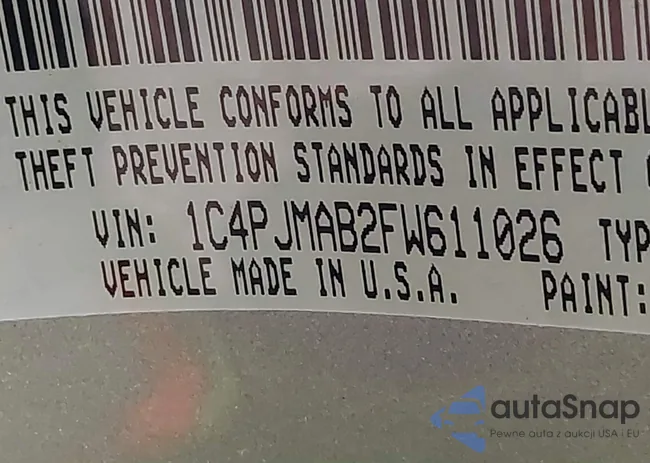 THIS VEHICLE CONFORMS TO ALL APPLICABL
THEFT PREVENTION STANDARDS IN EFFECT
VIN: 1C4PJMAB2FW611026 TYP
VEHICLE MADE IN U.S.A. PAINT:
autaSnap
Pewne auta z aukcji USA i EU